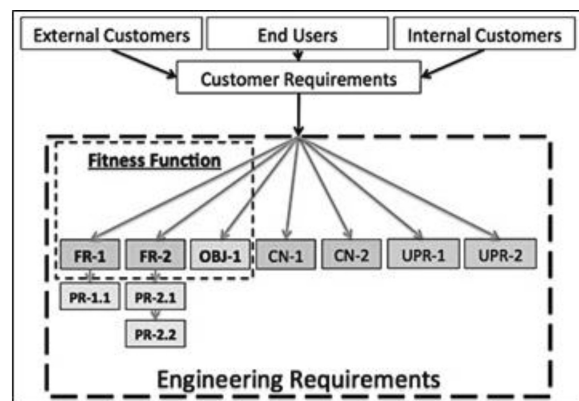 External Customers End Users Internal Customers
Customer Requirements
Fitness Function
FR-1 FR-2 OBJ-1 CN-1 CN-2 UPR-1 UPR-2
PR-1.1 PR-2.1
PR-2.2
Engineering Requirements